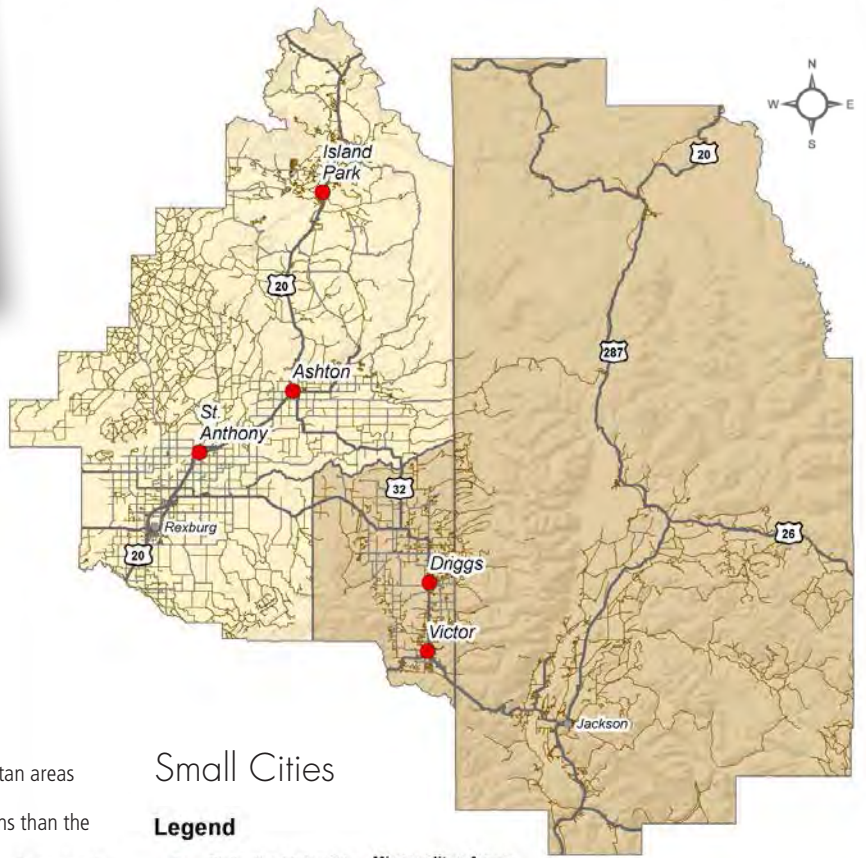 N
W E
S
20
Island
Park
20
287
Ashton
St.
Anthony
32
Rexburg
26
20
Driggs
Victor
Jackson
tan areas
ns than the
Small Cities
Legend